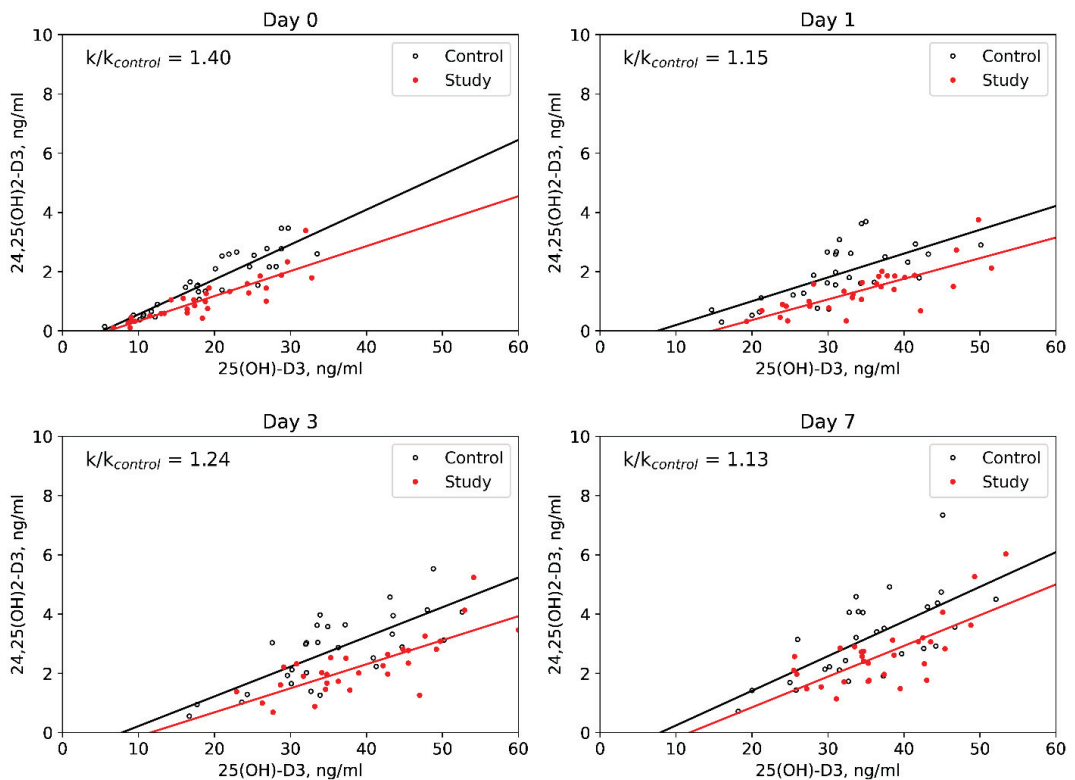 Day 0
k/kcontrol = 1.40
Control
Study
24,25(OH)2-D3, ng/ml
10
8
6
4
2
0
0 10 20 30 40 50 60
25(OH)-D3, ng/ml
Day 1
k/kcontrol = 1.15
Control
Study
24,25(OH)2-D3, ng/ml
10
8
6
4
2
0
0 10 20 30 40 50 60
25(OH)-D3, ng/ml
Day 3
k/kcontrol = 1.24
Control
Study
24,25(OH)2-D3, ng/ml
10
8
6
4
2
0
0 10 20 30 40 50 60
25(OH)-D3, ng/ml
Day 7
k/kcontrol = 1.13
Control
Study
24,25(OH)2-D3, ng/ml
10
8
6
4
2
0
0 10 20 30 40 50 60
25(OH)-D3, ng/ml